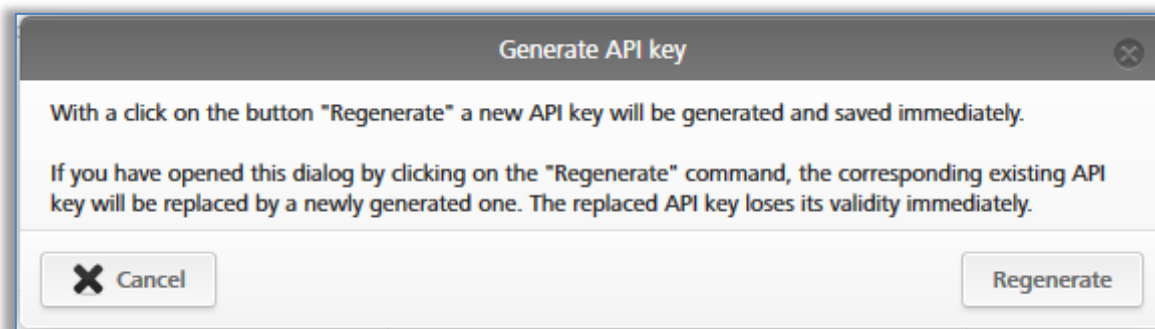 Generate API key
With a click on the button "Regenerate" a new API key will be generated and saved immediately.
If you have opened this dialog by clicking on the "Regenerate" command, the corresponding existing API
key will be replaced by a newly generated one. The replaced API key loses its validity immediately.
Cancel
Regenerate